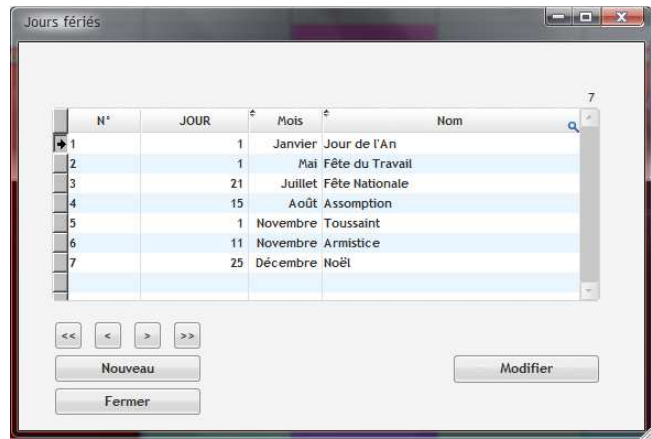 Jours fériés
7
N° JOUR Mois Nom
1 1 Janvier Jour de l'An
2 1 Mai Fête du Travail
3 21 Juillet Fête Nationale
4 15 Août Assomption
5 1 Novembre Toussaint
6 11 Novembre Armistice
7 25 Décembre Noël
<< < > >>
Nouveau Modifier
Fermer